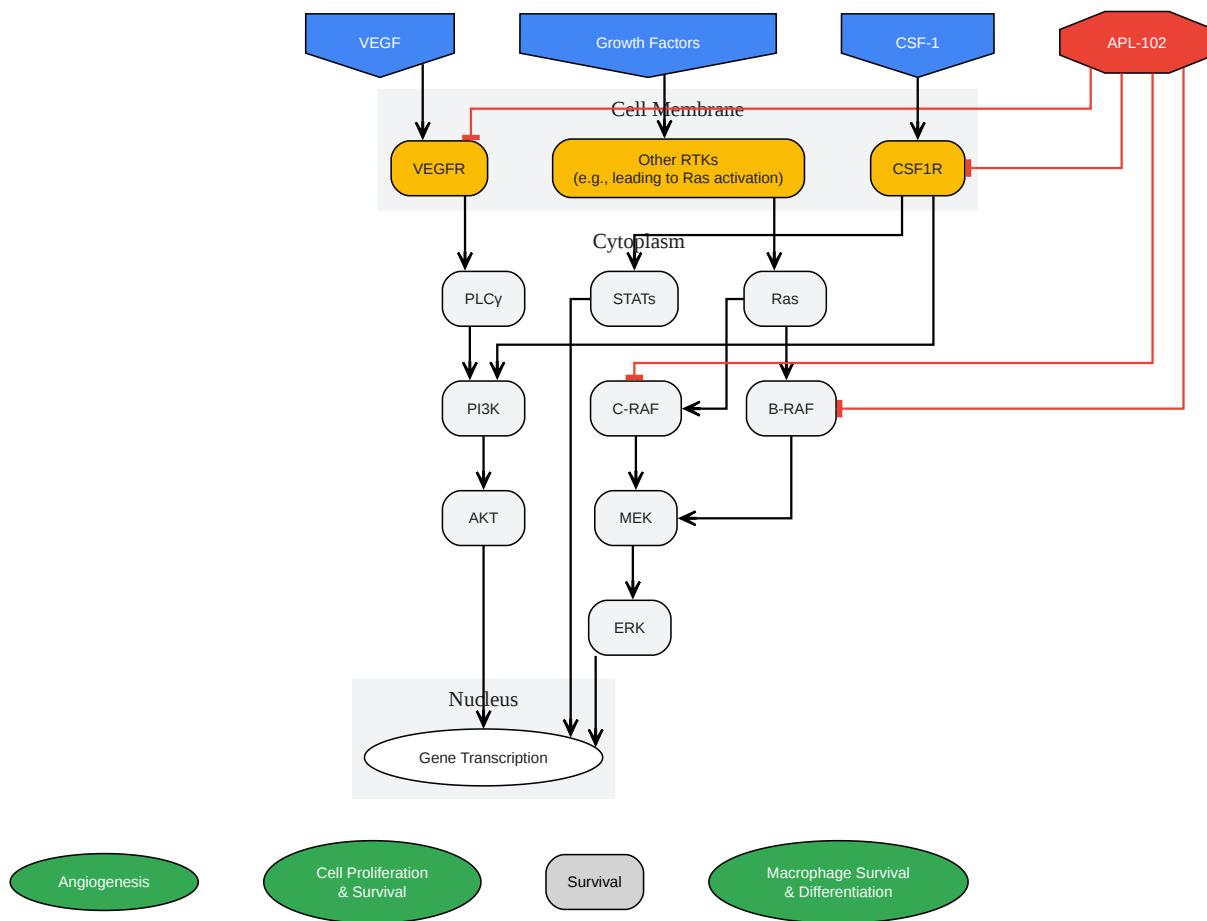 VEGF
Growth Factors
CSF-1
APL-102
Cell Membrane
VEGFR
Other RTKs
(e.g., leading to Ras activation)
CSF1R
Cytoplasm
PLCγ
STATs
Ras
PI3K
C-RAF
B-RAF
AKT
MEK
ERK
Nucleus
Gene Transcription
Angiogenesis
Cell Proliferation
& Survival
Survival
Macrophage Survival
& Differentiation